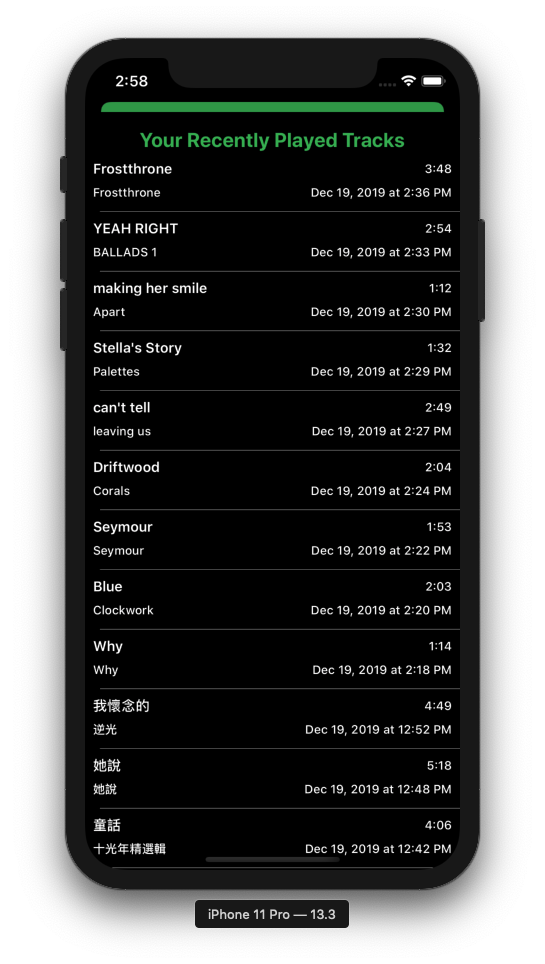 2:58
Your Recently Played Tracks
Frostthrone 3:48
Frostthrone Dec 19, 2019 at 2:36 PM
YEAH RIGHT 2:54
BALLADS 1 Dec 19, 2019 at 2:33 PM
making her smile 1:12
Apart Dec 19, 2019 at 2:30 PM
Stella's Story 1:32
Palettes Dec 19, 2019 at 2:29 PM
can't tell 2:49
leaving us Dec 19, 2019 at 2:27 PM
Driftwood 2:04
Corals Dec 19, 2019 at 2:24 PM
Seymour 1:53
Seymour Dec 19, 2019 at 2:22 PM
Blue 2:03
Clockwork Dec 19, 2019 at 2:20 PM
Why 1:14
Why Dec 19, 2019 at 2:18 PM
我懷念的 4:49
逆光 Dec 19, 2019 at 12:52 PM
她說 5:18
她說 Dec 19, 2019 at 12:48 PM
童話 4:06
十光年精選輯 Dec 19, 2019 at 12:42 PM
iPhone 11 Pro — 13.3